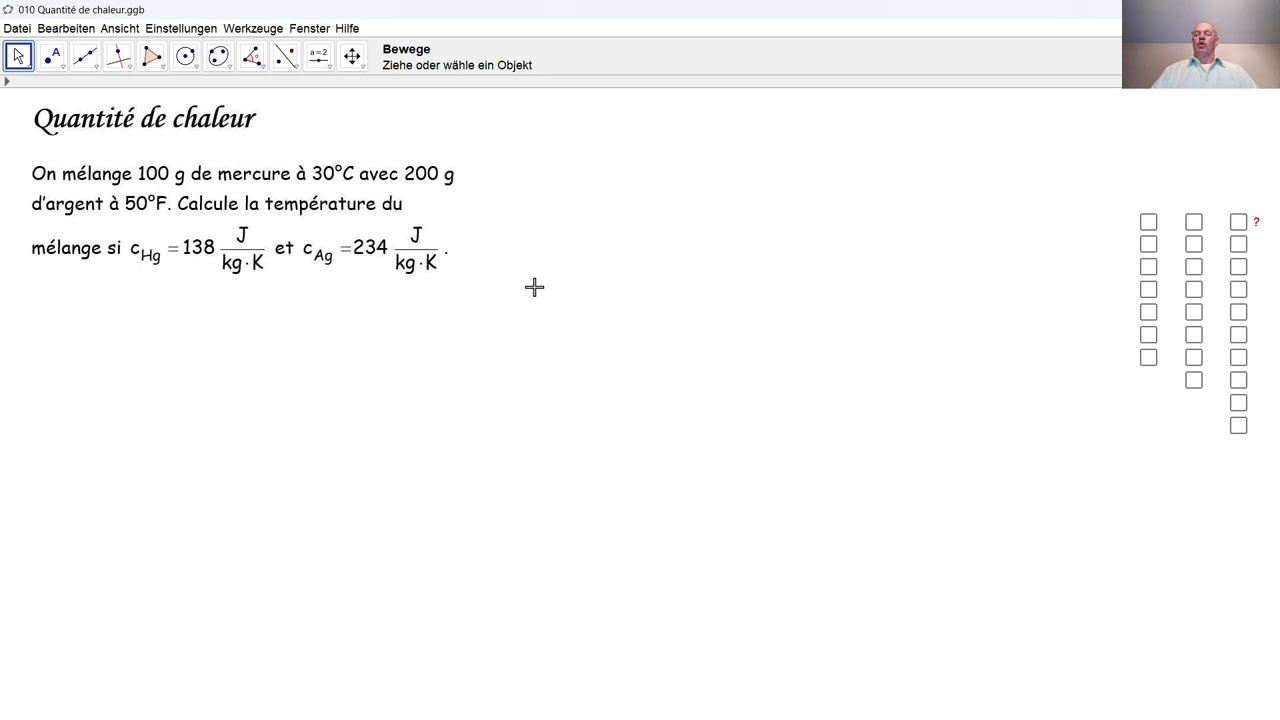 010 Quantité de chaleur.ggb
Datei Bearbeiten Ansicht Einstellungen Werkzeuge Fenster Hilfe
A
a=2
Bewege
Ziehe oder wähle ein Objekt
Quantité de chaleur
On mélange 100 g de mercure à 30°C avec 200 g
d'argent à 50°F. Calcule la température du
mélange si c_Hg = 138 J/(kg·K) et c_Ag = 234 J/(kg·K) .
?